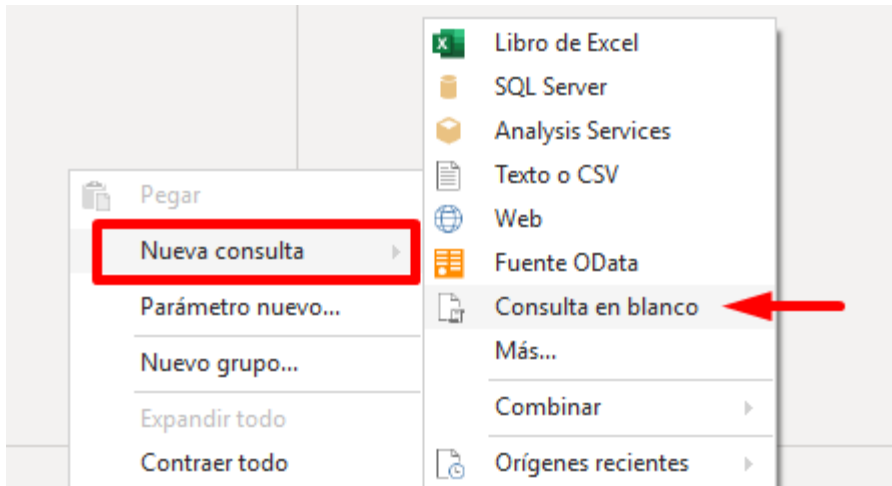 Pegar
Nueva consulta
Parámetro nuevo...
Nuevo grupo...
Expandir todo
Contraer todo
Libro de Excel
SQL Server
Analysis Services
Texto o CSV
Web
Fuente OData
Consulta en blanco
Más...
Combinar
Orígenes recientes